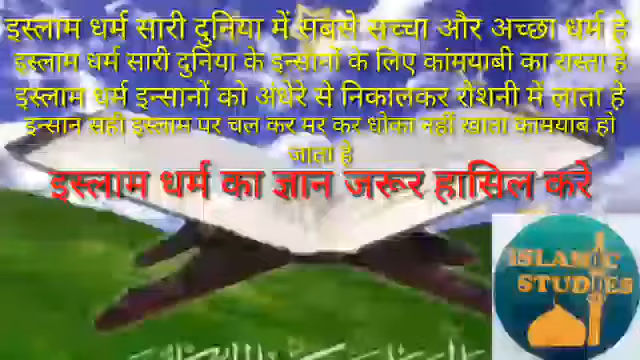 इस्लाम धर्म सारी दुनिया में सबसे सच्चा और अच्छा धर्म है
इस्लाम धर्म सारी दुनिया के इन्सानों के लिए कांमयाबी का रास्ता है
इस्लाम धर्म इन्सानों को अंधेरे से निकालकर रौशनी में लाता है
इन्सान सही इस्लाम पर चल कर मर कर धोका नहीं खाता कामयाब हो
जाता है
इस्लाम धर्म का ज्ञान जरूर हासिल करे
ISLAMIC
STUDIES